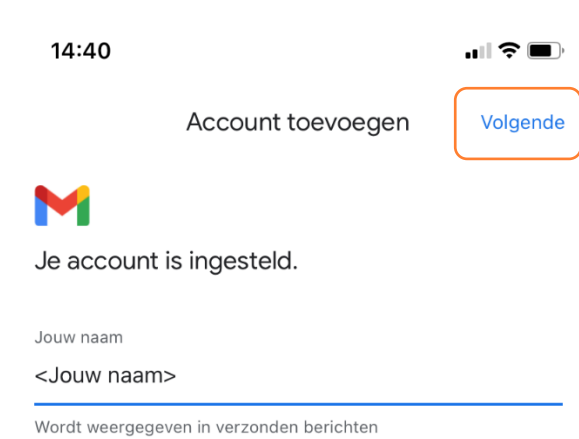 14:40
Account toevoegen Volgende
Je account is ingesteld.
Jouw naam
<Jouw naam>
Wordt weergegeven in verzonden berichten